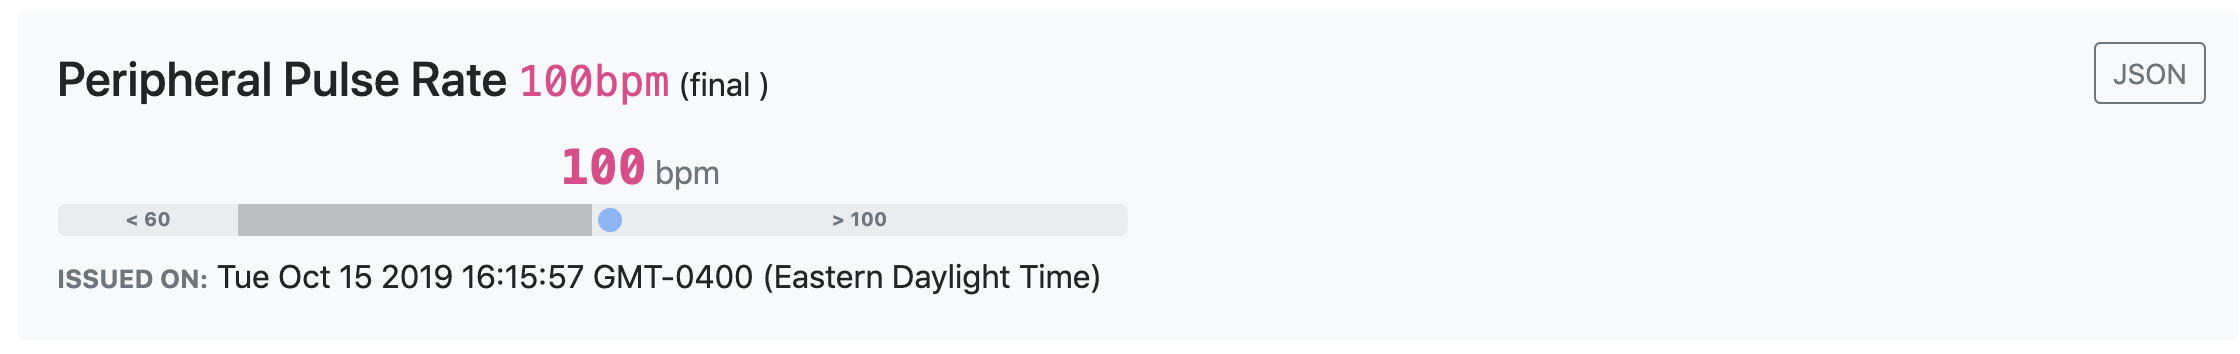 Peripheral Pulse Rate 100bpm (final )
JSON
100 bpm
< 60
> 100
ISSUED ON: Tue Oct 15 2019 16:15:57 GMT-0400 (Eastern Daylight Time)